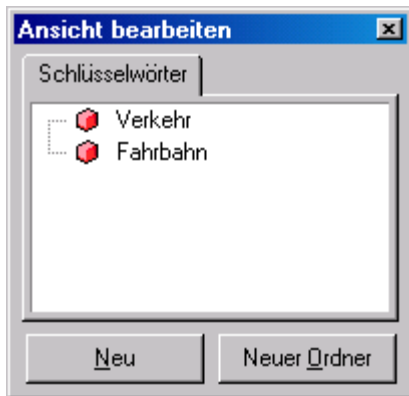 Ansicht bearbeiten
Schlüsselwörter
Verkehr
Fahrbahn
Neu
Neuer Ordner